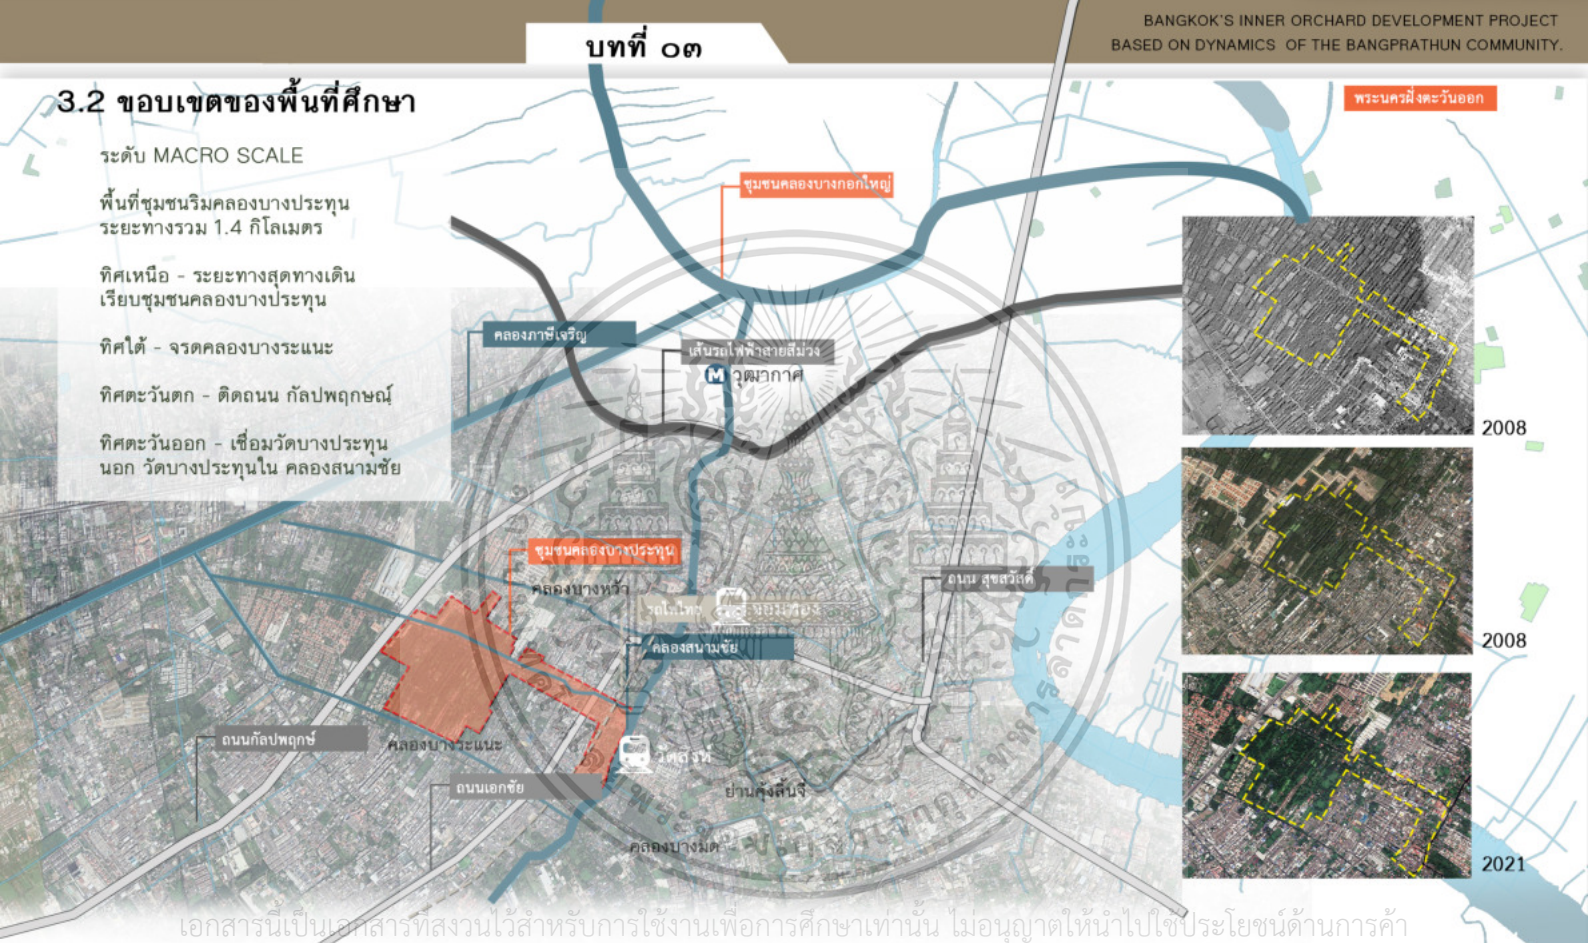 บทที่ ๐๓
BANGKOK'S INNER ORCHARD DEVELOPMENT PROJECT
BASED ON DYNAMICS OF THE BANGPRATHUN COMMUNITY.
3.2 ขอบเขตของพื้นที่ศึกษา
ระดับ MACRO SCALE
พื้นที่ชุมชนริมคลองบางประทุน
ระยะทางรวม 1.4 กิโลเมตร
ทิศเหนือ - ระยะทางสุดทางเดิน
เรียบชุมชนคลองบางประทุน
ทิศใต้ - จรดคลองบางระแนะ
ทิศตะวันตก - ติดถนน กัลปพฤกษณ์
ทิศตะวันออก - เชื่อมวัดบางประทุน
นอก วัดบางประทุนใน คลองสนามชัย
พระนครฝั่งตะวันออก
ชุมชนคลองบางกอกใหญ่
คลองภาษีเจริญ
เส้นรถไฟฟ้าสายสีม่วง
M วุฒากาศ
2008
ชุมชนคลองบางประทุน
คลองบางหว้า
ถนน สุขสวัสดิ์
รถไฟไทย
คลองสนามชัย
2008
ถนนกัลปพฤกษ์
คลองบางระแนะ
วัดสิงห์
ถนนเอกชัย
ย่านกุ้งลิ้นจี่
คลองบางมด
2021
เอกสารนี้เป็นเอกสารที่สงวนไว้สำหรับการใช้งานเพื่อการศึกษาเท่านั้น ไม่อนุญาตให้นำไปใช้ประโยชน์ด้านการค้า